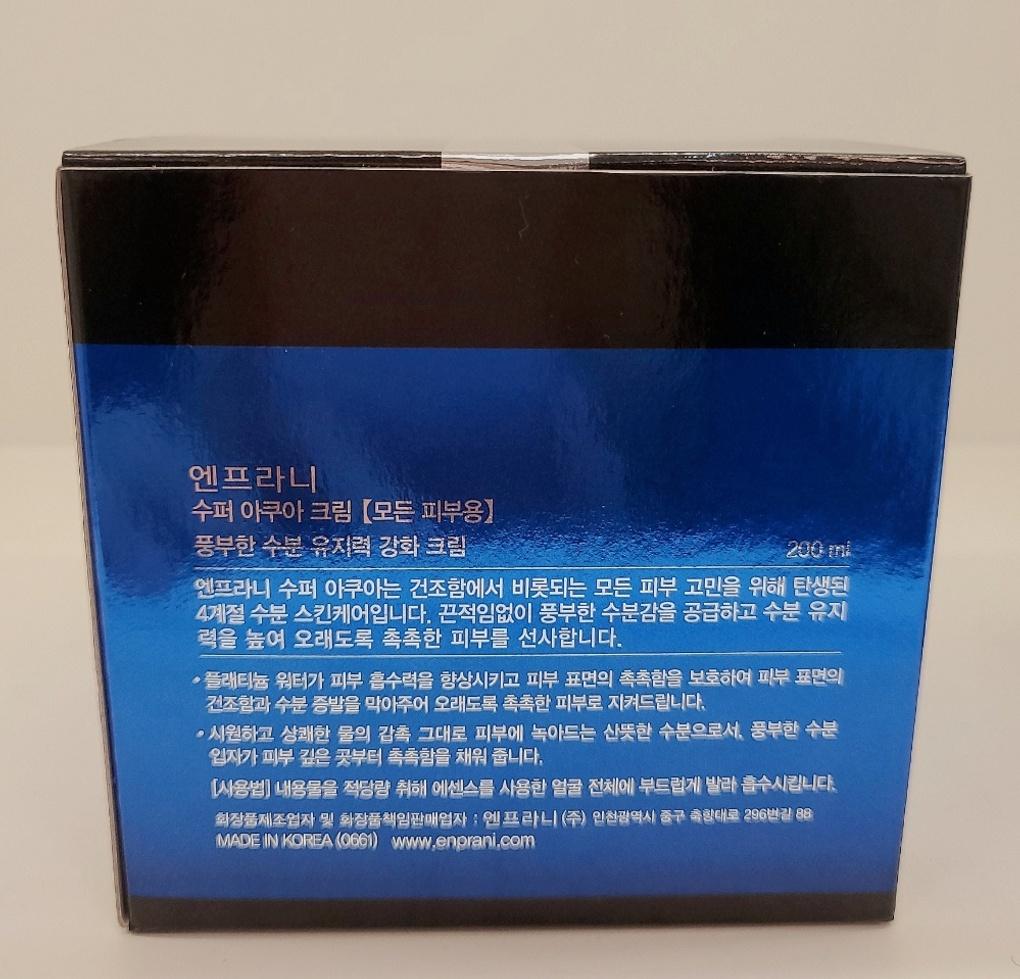 엔프라니
수퍼 아쿠아 크림 【모든 피부용】
풍부한 수분 유지력 강화 크림 200 ml
엔프라니 수퍼 아쿠아는 건조함에서 비롯되는 모든 피부 고민을 위해 탄생된
4계절 수분 스킨케어입니다. 끈적임없이 풍부한 수분감을 공급하고 수분 유지
력을 높여 오래도록 촉촉한 피부를 선사합니다.
• 플래티늄 워터가 피부 흡수력을 향상시키고 피부 표면의 촉촉함을 보호하여 피부 표면의
건조함과 수분 증발을 막아주어 오래도록 촉촉한 피부로 지켜드립니다.
• 시원하고 상쾌한 물의 감촉 그대로 피부에 녹아드는 산뜻한 수분으로서, 풍부한 수분
입자가 피부 깊은 곳부터 촉촉함을 채워 줍니다.
[사용법] 내용물을 적당량 취해 에센스를 사용한 얼굴 전체에 부드럽게 발라 흡수시킵니다.
화장품제조업자 및 화장품책임판매업자 : 엔프라니(주) 인천광역시 중구 축항대로 296번길 88
MADE IN KOREA (0661) www.enprani.com